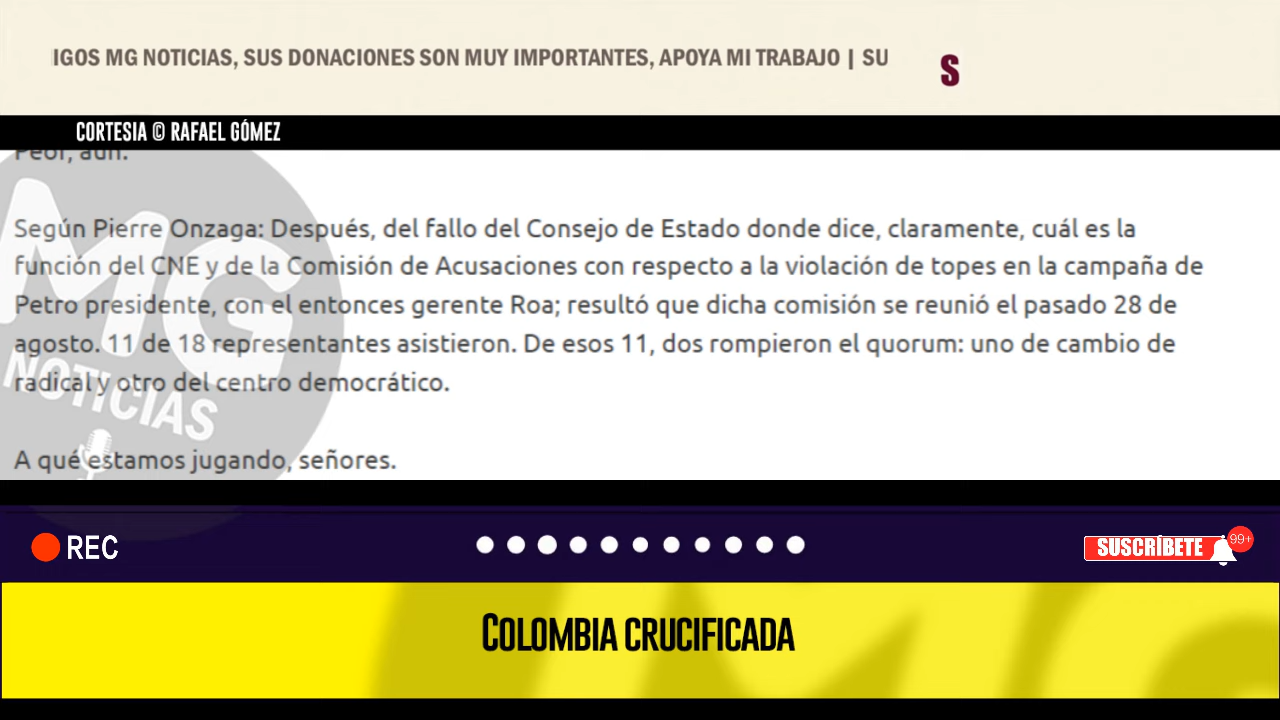 IGOS MG NOTICIAS, SUS DONACIONES SON MUY IMPORTANTES, APOYA MI TRABAJO | SU
S
CORTESIA © RAFAEL GÓMEZ
Peor, aún.
Según Pierre Onzaga: Después, del fallo del Consejo de Estado donde dice, claramente, cuál es la
función del CNE y de la Comisión de Acusaciones con respecto a la violación de topes en la campaña de
Petro presidente, con el entonces gerente Roa; resultó que dicha comisión se reunió el pasado 28 de
agosto. 11 de 18 representantes asistieron. De esos 11, dos rompieron el quorum: uno de cambio de
radical y otro del centro democrático.
A qué estamos jugando, señores.
MG
NOTICIAS
REC
SUSCRÍBETE
99+
COLOMBIA CRUCIFICADA